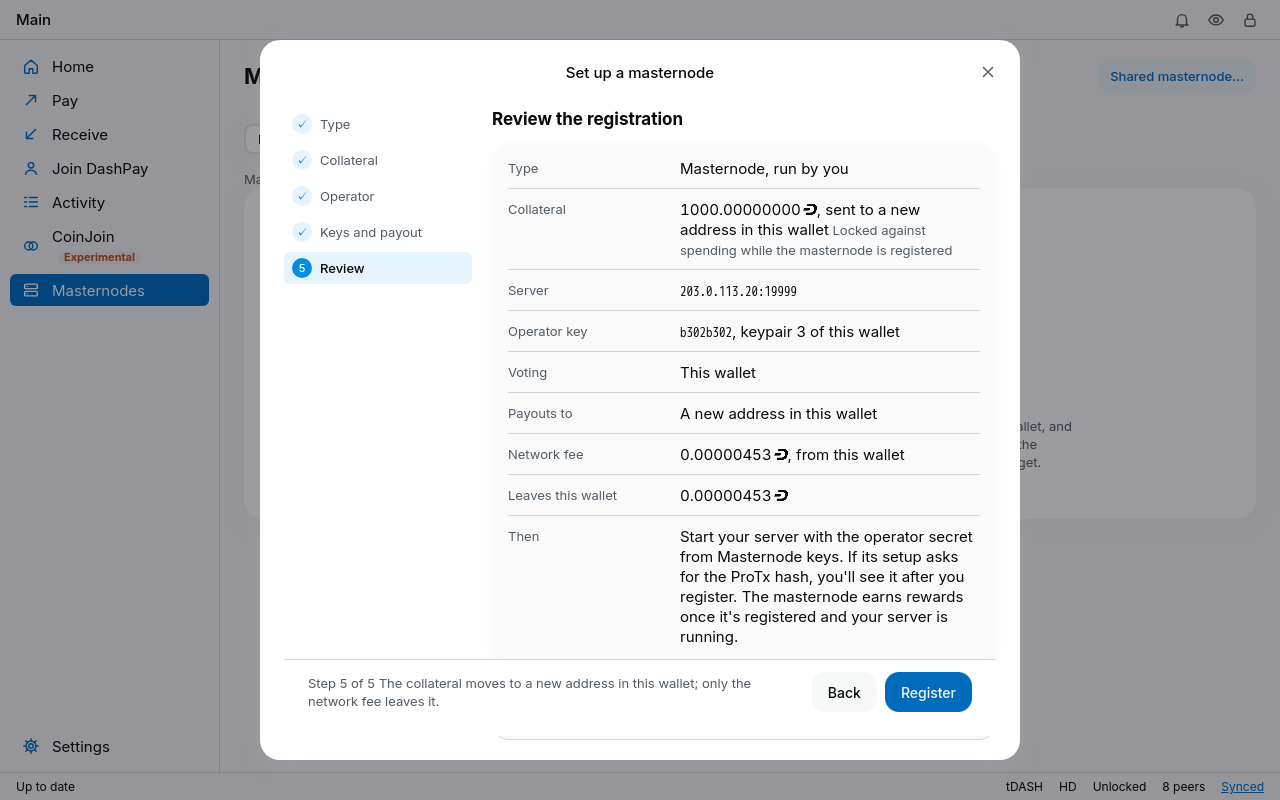 Main
Home
Pay
Receive
Join DashPay
Activity
CoinJoin
Experimental
Masternodes
Settings
Shared masternode...
Set up a masternode
✓ Type
✓ Collateral
✓ Operator
✓ Keys and payout
5 Review
Review the registration
Type
Masternode, run by you
Collateral
1000.00000000, sent to a new
address in this wallet Locked against
spending while the masternode is registered
Server
203.0.113.20:19999
Operator key
b302b302, keypair 3 of this wallet
Voting
This wallet
Payouts to
A new address in this wallet
Network fee
0.00000453, from this wallet
Leaves this wallet
0.00000453
Then
Start your server with the operator secret
from Masternode keys. If its setup asks
for the ProTx hash, you'll see it after you
register. The masternode earns rewards
once it's registered and your server is
running.
Step 5 of 5 The collateral moves to a new address in this wallet; only the
network fee leaves it.
Back
Register
Up to date
tDASH
HD
Unlocked
8 peers
Synced